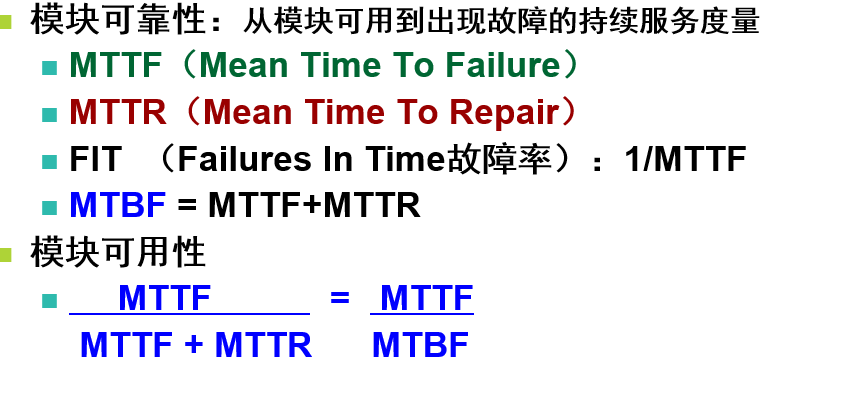 模块可靠性：从模块可用到出现故障的持续服务度量
MTTF（Mean Time To Failure）
MTTR（Mean Time To Repair）
FIT （Failures In Time故障率）：1/MTTF
MTBF = MTTF+MTTR
模块可用性
MTTF = MTTF
MTTF + MTTR MTBF